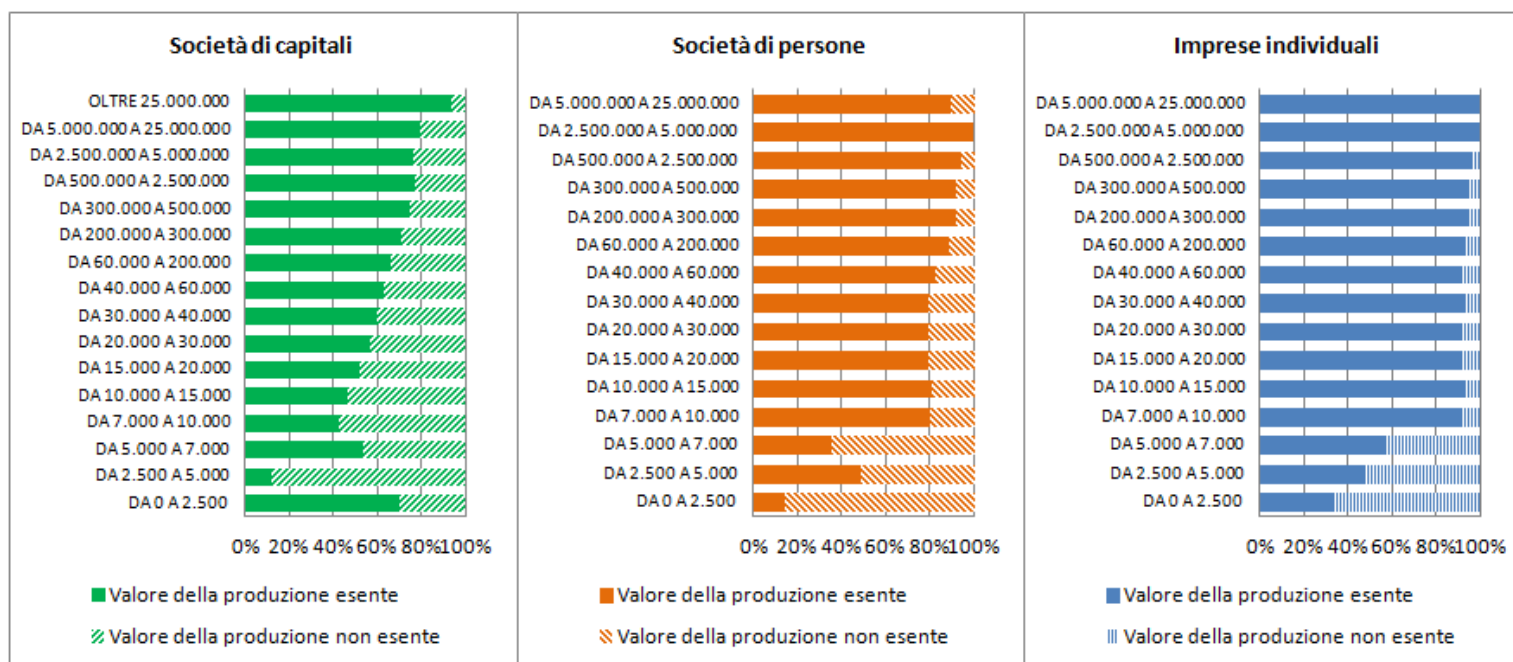 Società di capitali
OLTRE 25.000.000
DA 5.000.000 A 25.000.000
DA 2.500.000 A 5.000.000
DA 500.000 A 2.500.000
DA 300.000 A 500.000
DA 200.000 A 300.000
DA 60.000 A 200.000
DA 40.000 A 60.000
DA 30.000 A 40.000
DA 20.000 A 30.000
DA 15.000 A 20.000
DA 10.000 A 15.000
DA 7.000 A 10.000
DA 5.000 A 7.000
DA 2.500 A 5.000
DA 0 A 2.500
0% 20% 40% 60% 80% 100%
Valore della produzione esente
Valore della produzione non esente
Società di persone
DA 5.000.000 A 25.000.000
DA 2.500.000 A 5.000.000
DA 500.000 A 2.500.000
DA 300.000 A 500.000
DA 200.000 A 300.000
DA 60.000 A 200.000
DA 40.000 A 60.000
DA 30.000 A 40.000
DA 20.000 A 30.000
DA 15.000 A 20.000
DA 10.000 A 15.000
DA 7.000 A 10.000
DA 5.000 A 7.000
DA 2.500 A 5.000
DA 0 A 2.500
0% 20% 40% 60% 80% 100%
Valore della produzione esente
Valore della produzione non esente
Imprese individuali
DA 5.000.000 A 25.000.000
DA 2.500.000 A 5.000.000
DA 500.000 A 2.500.000
DA 300.000 A 500.000
DA 200.000 A 300.000
DA 60.000 A 200.000
DA 40.000 A 60.000
DA 30.000 A 40.000
DA 20.000 A 30.000
DA 15.000 A 20.000
DA 10.000 A 15.000
DA 7.000 A 10.000
DA 5.000 A 7.000
DA 2.500 A 5.000
DA 0 A 2.500
0% 20% 40% 60% 80% 100%
Valore della produzione esente
Valore della produzione non esente